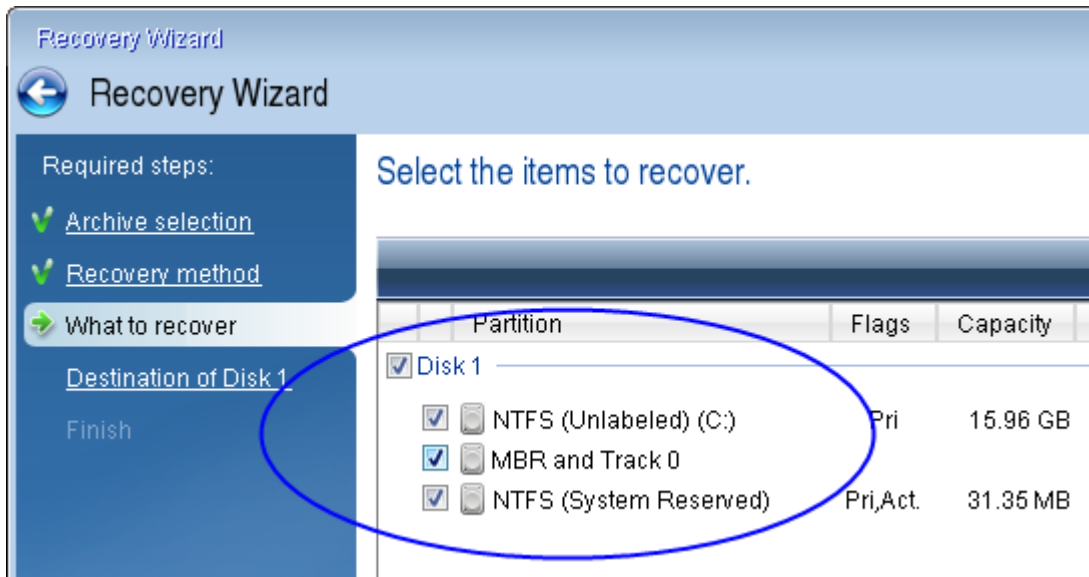 Recovery Wizard
Recovery Wizard
Required steps:
Archive selection
Recovery method
What to recover
Destination of Disk 1
Finish
Select the items to recover.
Partition Flags Capacity
Disk 1
NTFS (Unlabeled) (C:) Pri 15.96 GB
MBR and Track 0
NTFS (System Reserved) Pri,Act. 31.35 MB